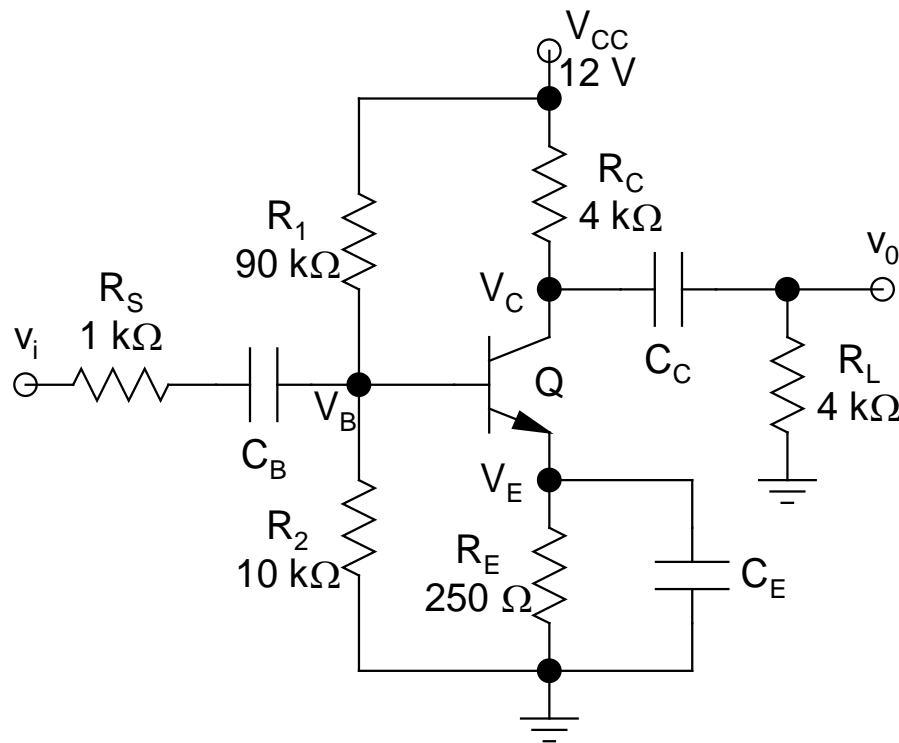 V_CC
12 V
R_C
4 kΩ
R_1
90 kΩ
v_0
R_S
1 kΩ
V_C
v_i
C_C
R_L
4 kΩ
Q
V_B
C_B
V_E
R_2
10 kΩ
R_E
250 Ω
C_E